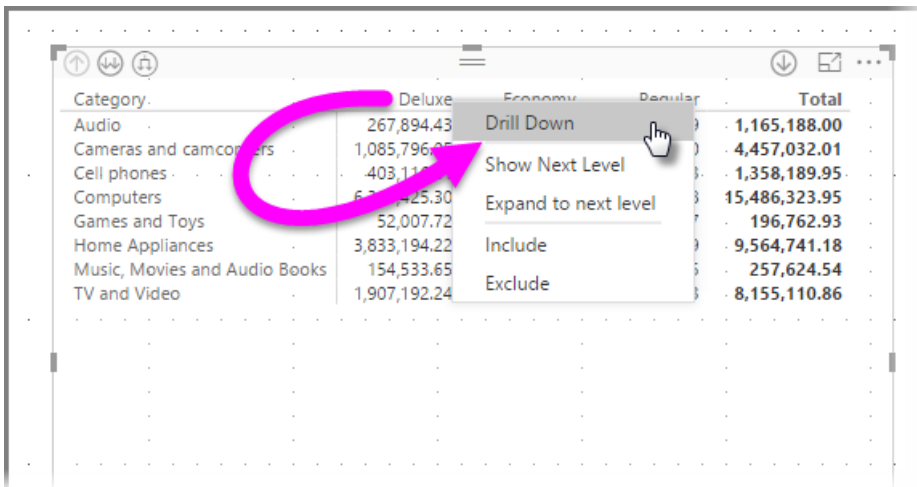 Category Deluxe Economy Regular Total
Audio 267,894.43 1,165,188.00
Cameras and camcorders 4,457,032.01
Cell phones 1,358,189.95
Computers 15,486,323.95
Games and Toys 52,007.72 196,762.93
Home Appliances 3,833,194.22 9,564,741.18
Music, Movies and Audio Books 154,533.65 257,624.54
TV and Video 1,907,192.24 8,155,110.86
Drill Down
Show Next Level
Expand to next level
Include
Exclude